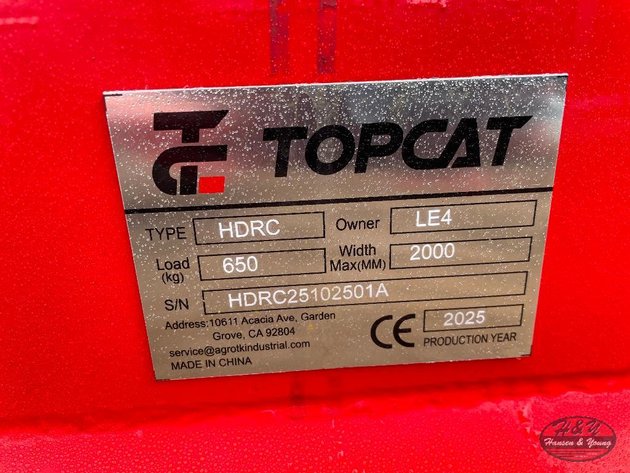 TOPCAT
TYPE HDRC Owner LE4
Load (kg) 650 Width Max(MM) 2000
S/N HDRC25102501A
Address:10611 Acacia Ave, Garden
Grove, CA 92804
service@agrotkindustrial.com
MADE IN CHINA
CE 2025
PRODUCTION YEAR
H&Y
Hansen & Young